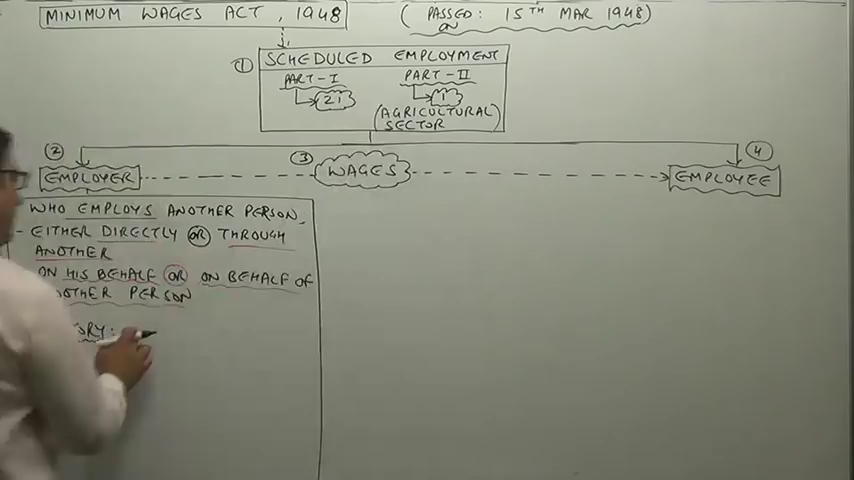 MINIMUM WAGES ACT, 1948
(PASSED: 15TH MAR 1948)
ON
① SCHEDULED EMPLOYMENT
PART-I PART-II
21 1
(AGRICULTURAL)
SECTOR
② ③ ④
EMPLOYER WAGES EMPLOYEE
WHO EMPLOYS ANOTHER PERSON
- EITHER DIRECTLY OR THROUGH
ANOTHER
ON HIS BEHALF OR ON BEHALF OF
PERSON